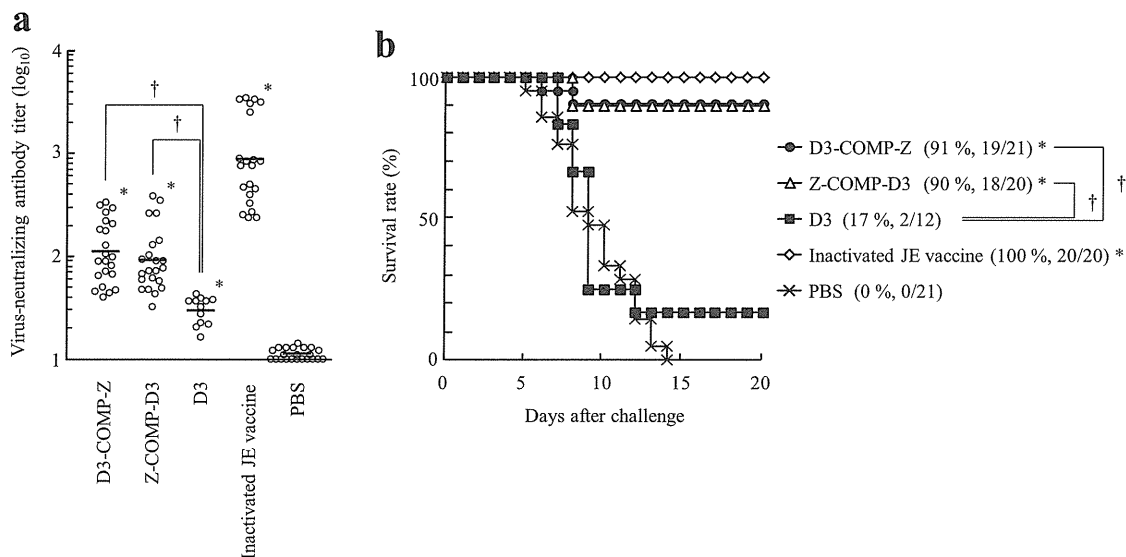 a
Virus-neutralizing antibody titer (log10)
4
3
2
1
†
†
*
*
*
*
D3-COMP-Z
Z-COMP-D3
D3
Inactivated JE vaccine
PBS
b
Survival rate (%)
100
50
0
0
5
10
15
20
Days after challenge
D3-COMP-Z (91 %, 19/21) *
Z-COMP-D3 (90 %, 18/20) *
D3 (17 %, 2/12)
Inactivated JE vaccine (100 %, 20/20) *
PBS (0 %, 0/21)
†
†